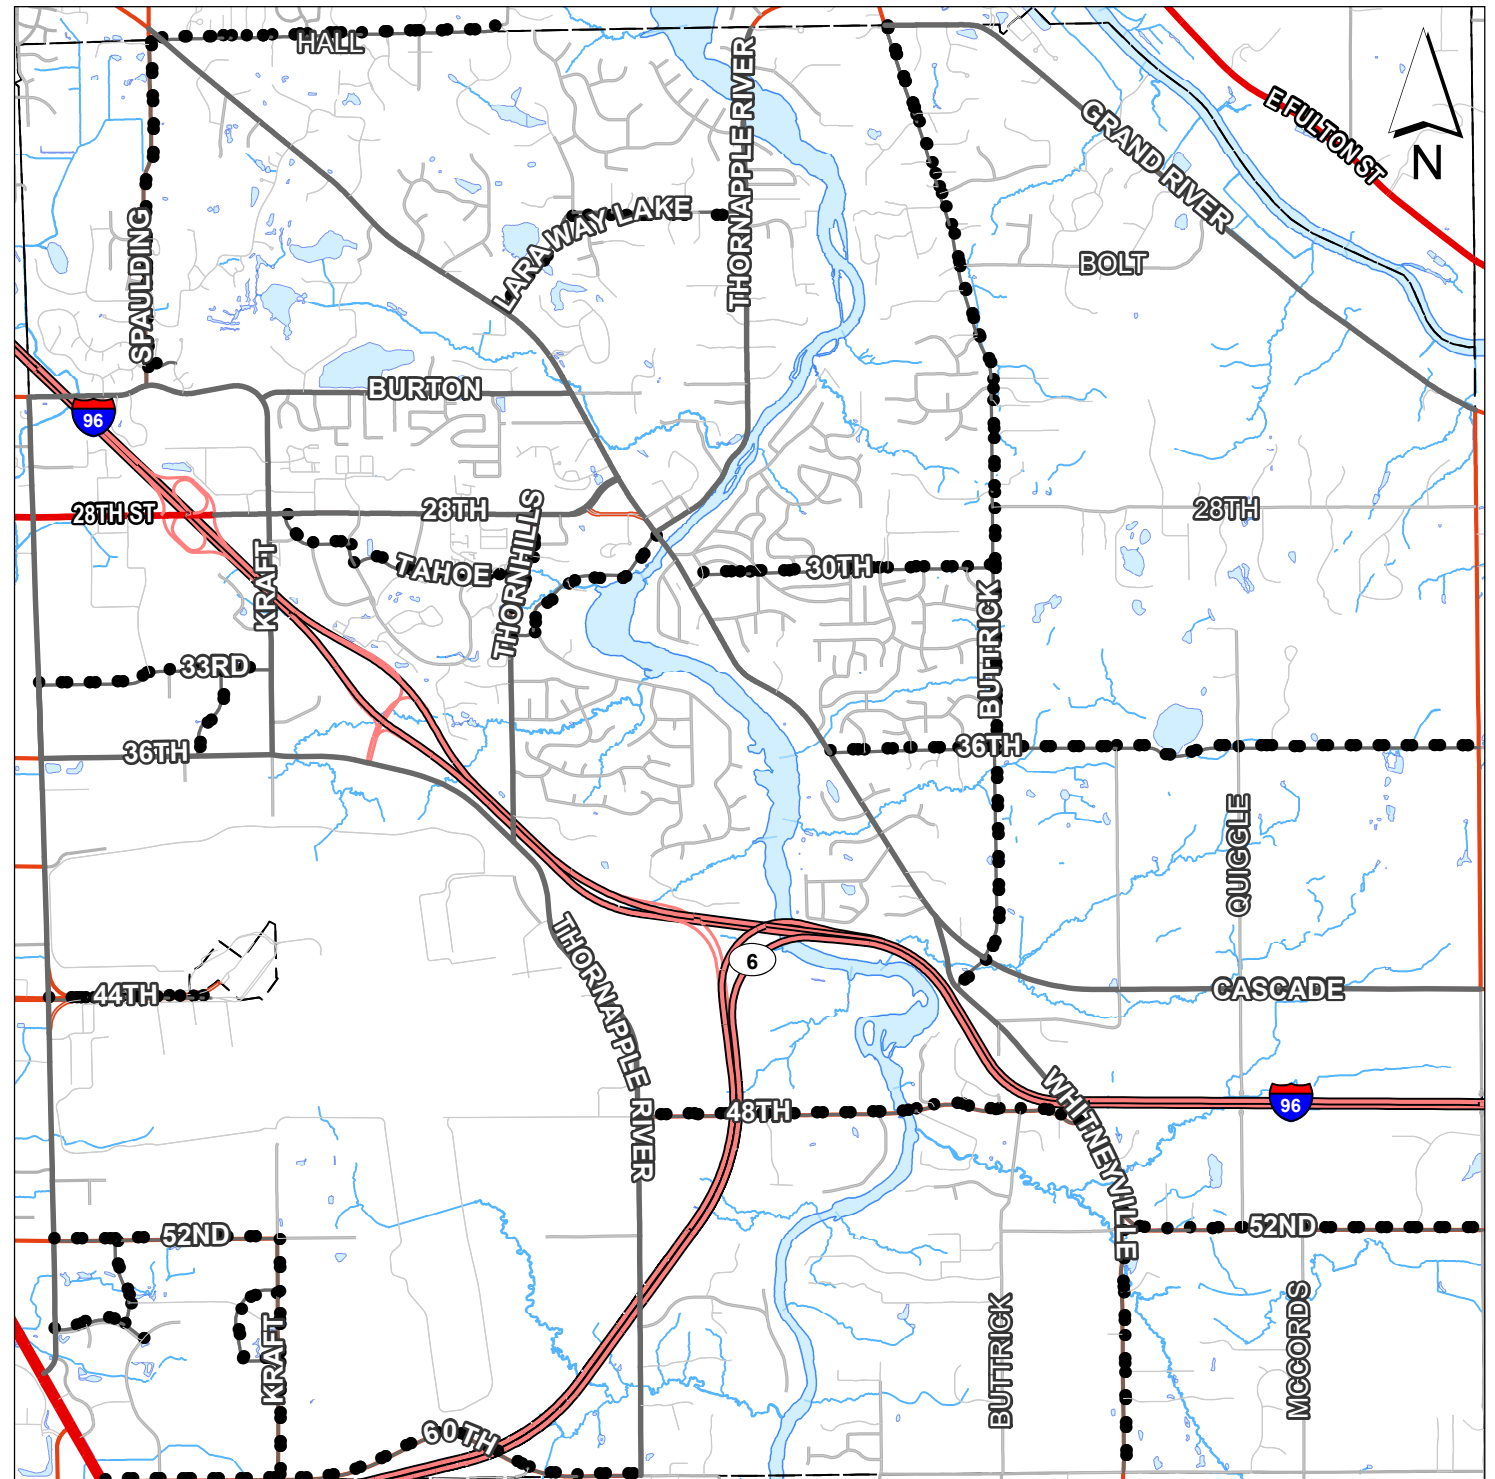 HALL
THORNAPPLE RIVER
E FULTON ST
GRAND RIVER
N
LARAWAY LAKE
SPAULDING
BOLT
BURTON
96
28TH ST
28TH
THORNHILLS
28TH
KRAFT
TAHOE
30TH
BUTTRICK
33RD
36TH
36TH
QUIGGLE
THORNAPPLE RIVER
6
44TH
CASCADE
WHITNEYVILLE
48TH
96
52ND
52ND
KRAFT
BUTTRICK
MCCORDS
60TH